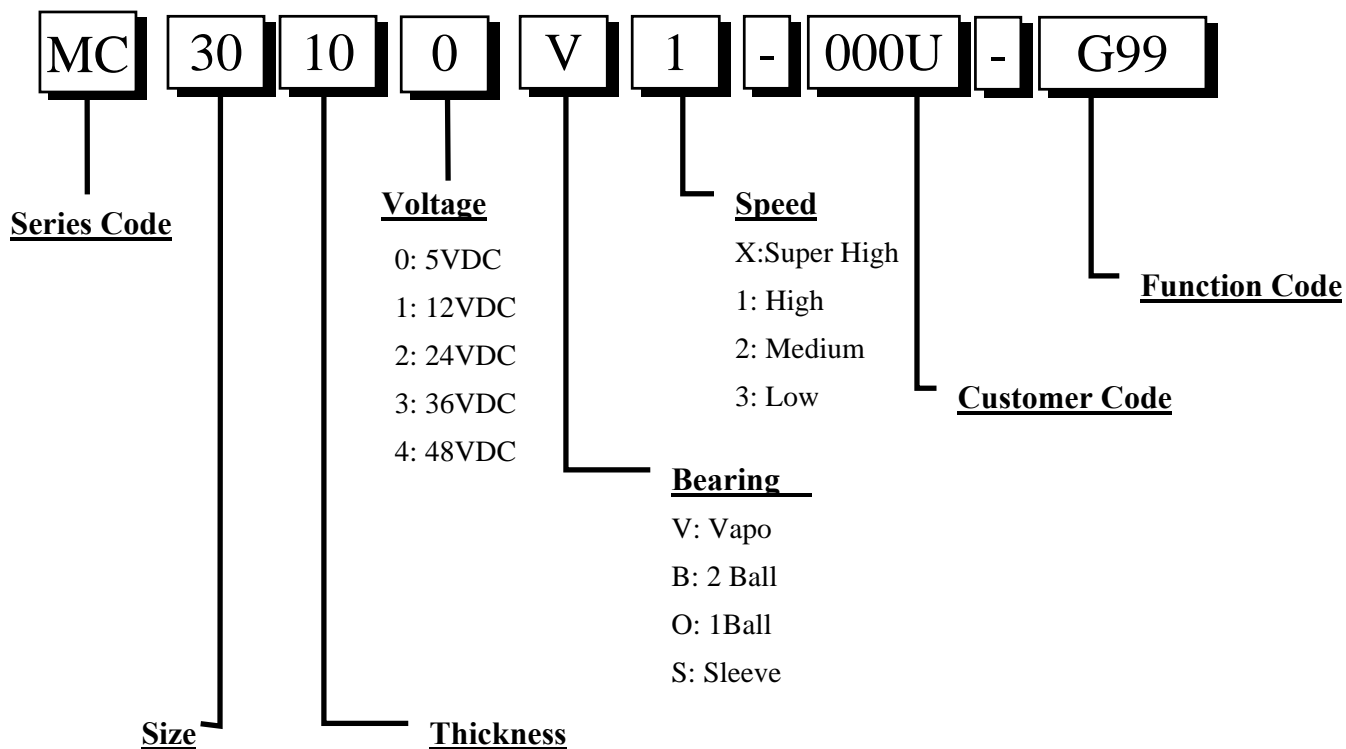 MC 30 10 0 V 1 - 000U - G99
Series Code
Voltage
0: 5VDC
1: 12VDC
2: 24VDC
3: 36VDC
4: 48VDC
Speed
X:Super High
1: High
2: Medium
3: Low
Function Code
Customer Code
Bearing
V: Vapo
B: 2 Ball
O: 1Ball
S: Sleeve
Size
Thickness